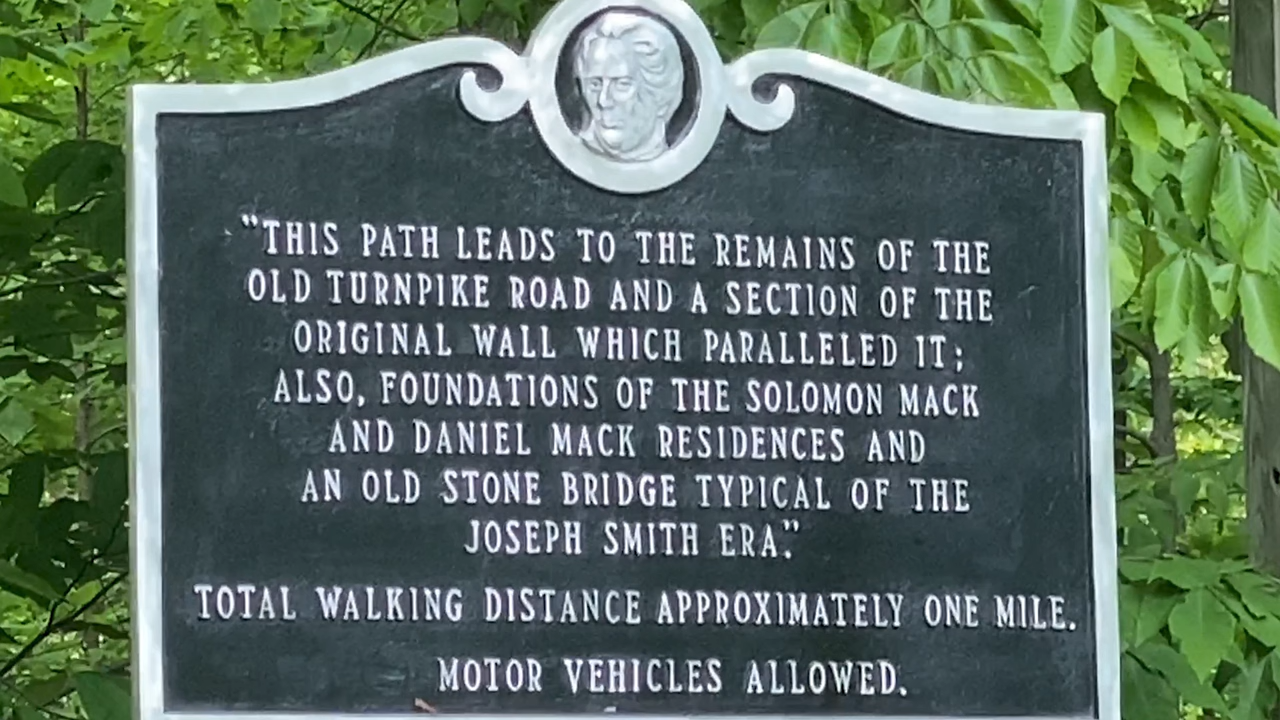 "THIS PATH LEADS TO THE REMAINS OF THE
OLD TURNPIKE ROAD AND A SECTION OF THE
ORIGINAL WALL WHICH PARALLELED IT;
ALSO, FOUNDATIONS OF THE SOLOMON MACK
AND DANIEL MACK RESIDENCES AND
AN OLD STONE BRIDGE TYPICAL OF THE
JOSEPH SMITH ERA."
TOTAL WALKING DISTANCE APPROXIMATELY ONE MILE.
MOTOR VEHICLES ALLOWED.